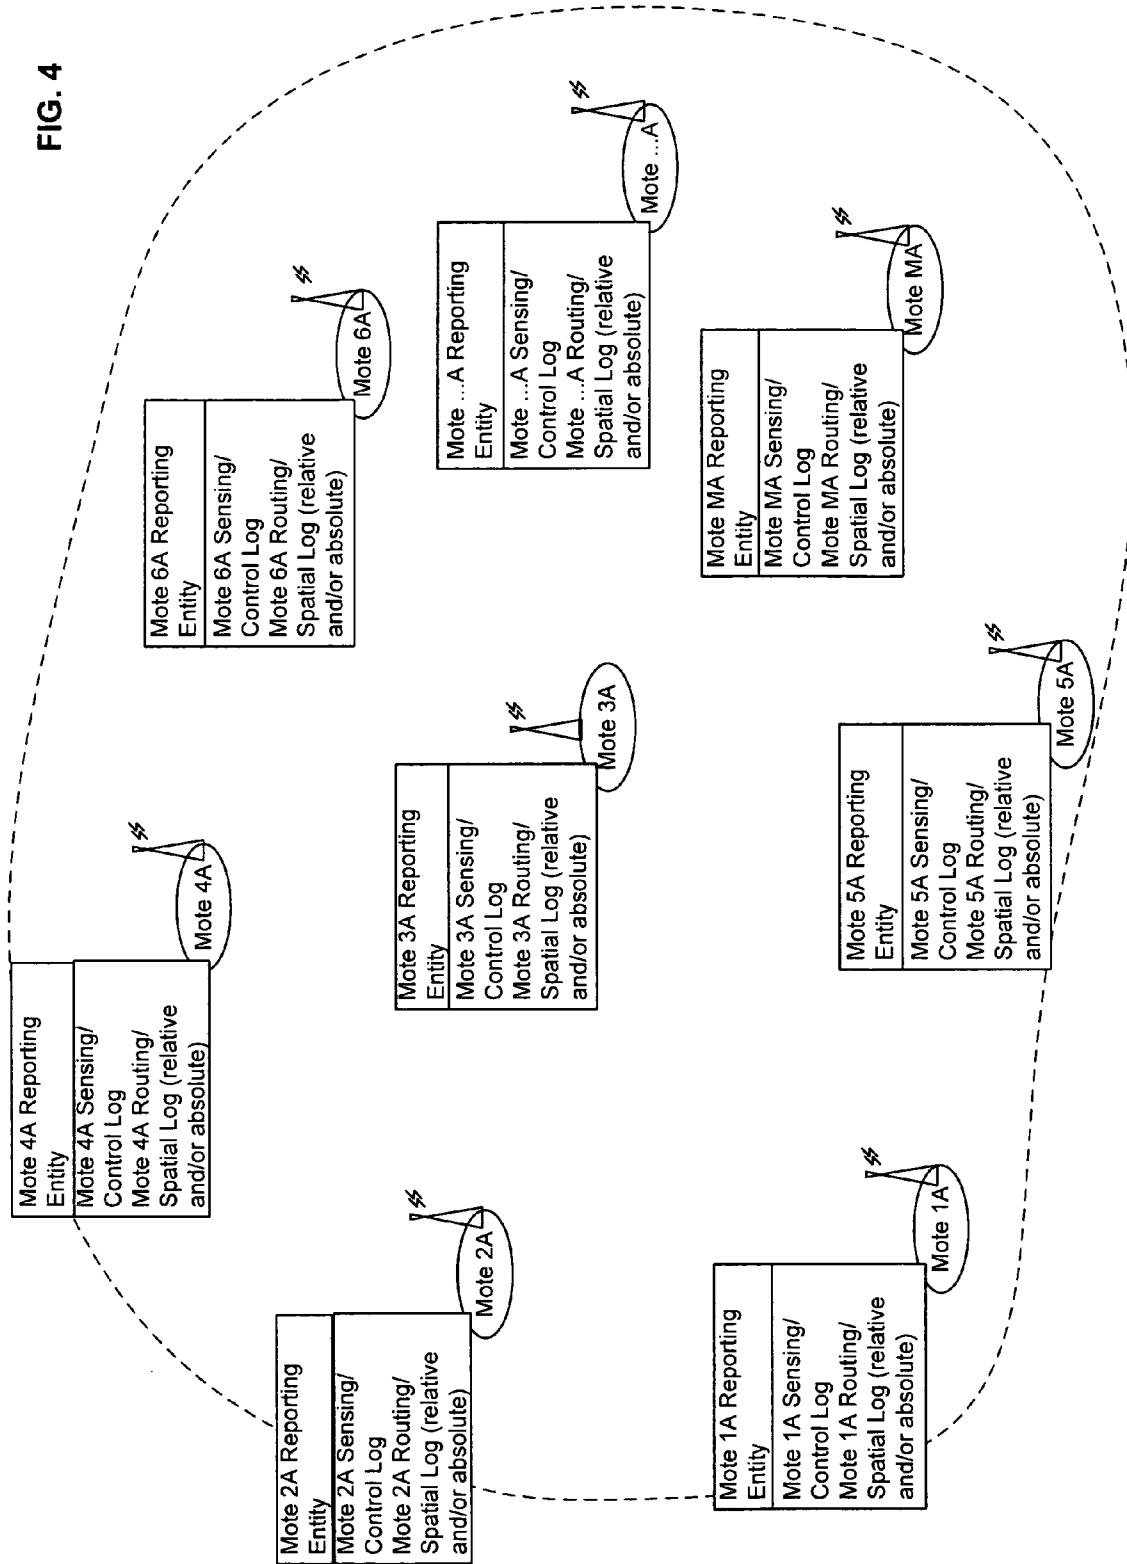 FIG. 4
Mote 4A Reporting
Entity
Mote 4A Sensing/
Control Log
Mote 4A Routing/
Spatial Log (relative
and/or absolute)
Mote 4A
Mote 6A Reporting
Entity
Mote 6A Sensing/
Control Log
Mote 6A Routing/
Spatial Log (relative
and/or absolute)
Mote 6A
Mote 2A Reporting
Entity
Mote 2A Sensing/
Control Log
Mote 2A Routing/
Spatial Log (relative
and/or absolute)
Mote 2A
Mote 3A Reporting
Entity
Mote 3A Sensing/
Control Log
Mote 3A Routing/
Spatial Log (relative
and/or absolute)
Mote 3A
Mote ...A Reporting
Entity
Mote ...A Sensing/
Control Log
Mote ...A Routing/
Spatial Log (relative
and/or absolute)
Mote ...A
Mote 1A Reporting
Entity
Mote 1A Sensing/
Control Log
Mote 1A Routing/
Spatial Log (relative
and/or absolute)
Mote 1A
Mote MA Reporting
Entity
Mote MA Sensing/
Control Log
Mote MA Routing/
Spatial Log (relative
and/or absolute)
Mote MA
Mote 5A Reporting
Entity
Mote 5A Sensing/
Control Log
Mote 5A Routing/
Spatial Log (relative
and/or absolute)
Mote 5A